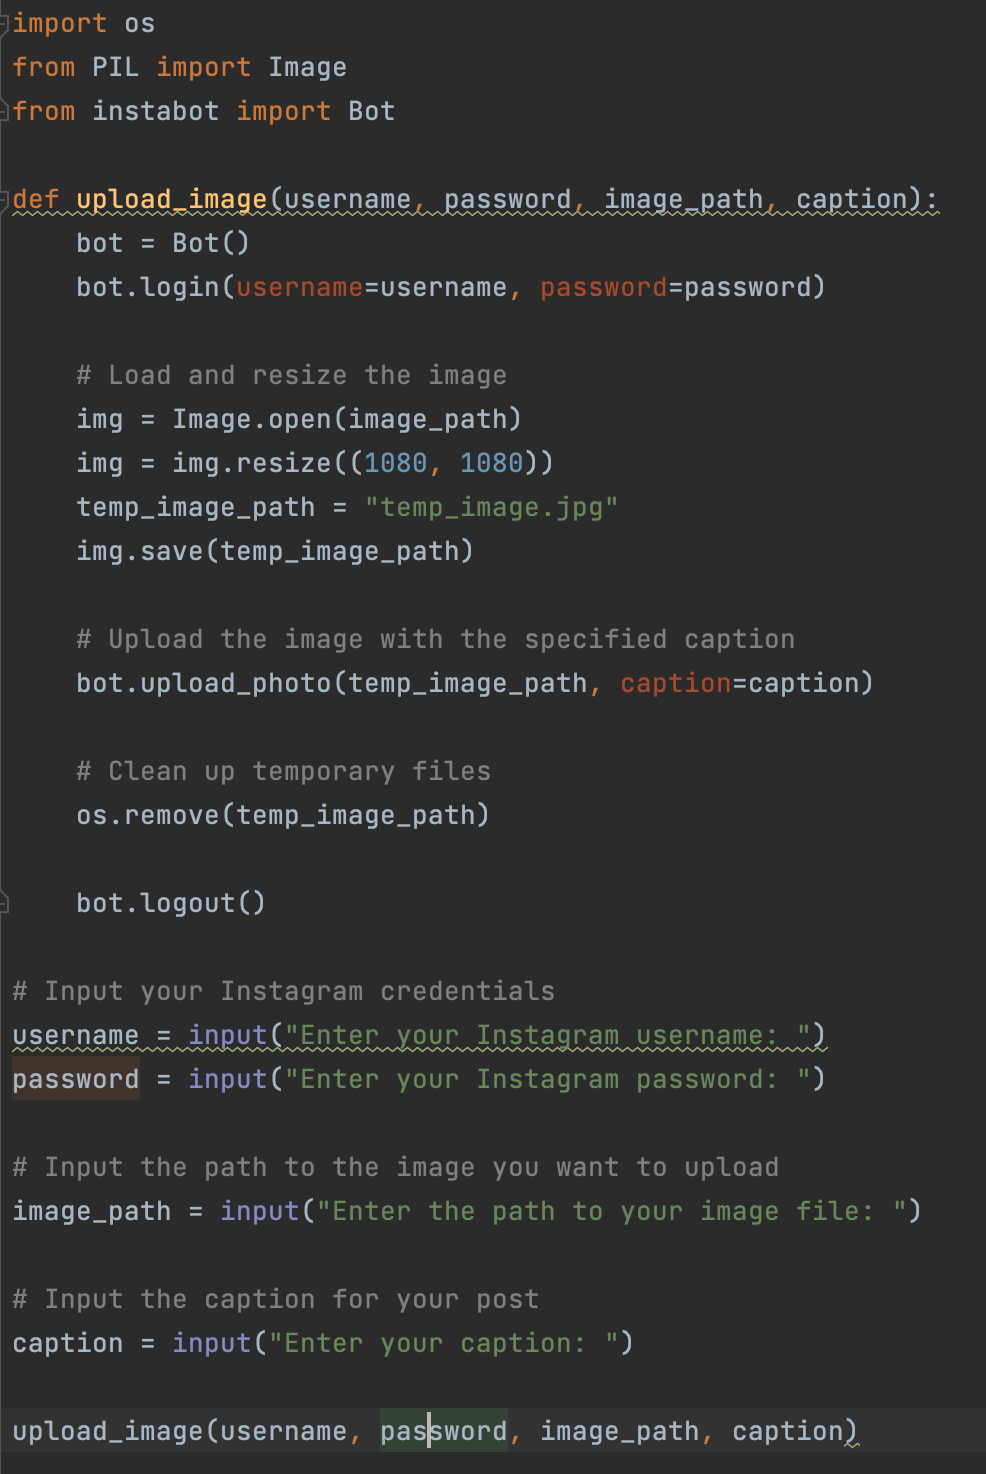 import os
from PIL import Image
from instabot import Bot

def upload_image(username, password, image_path, caption):
    bot = Bot()
    bot.login(username=username, password=password)

    # Load and resize the image
    img = Image.open(image_path)
    img = img.resize((1080, 1080))
    temp_image_path = "temp_image.jpg"
    img.save(temp_image_path)

    # Upload the image with the specified caption
    bot.upload_photo(temp_image_path, caption=caption)

    # Clean up temporary files
    os.remove(temp_image_path)

    bot.logout()

# Input your Instagram credentials
username = input("Enter your Instagram username: ")
password = input("Enter your Instagram password: ")

# Input the path to the image you want to upload
image_path = input("Enter the path to your image file: ")

# Input the caption for your post
caption = input("Enter your caption: ")

upload_image(username, password, image_path, caption)